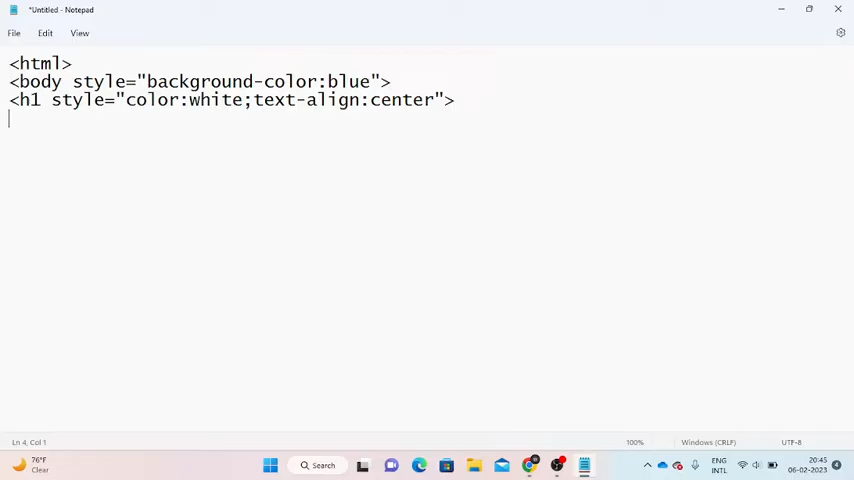 *Untitled - Notepad
File Edit View
<html>
<body style="background-color:blue">
<h1 style="color:white;text-align:center">
Ln 4, Col 1 100% Windows (CRLF) UTF-8
76°F
Clear
Search
ENG
INTL
20:45
06-02-2023
4